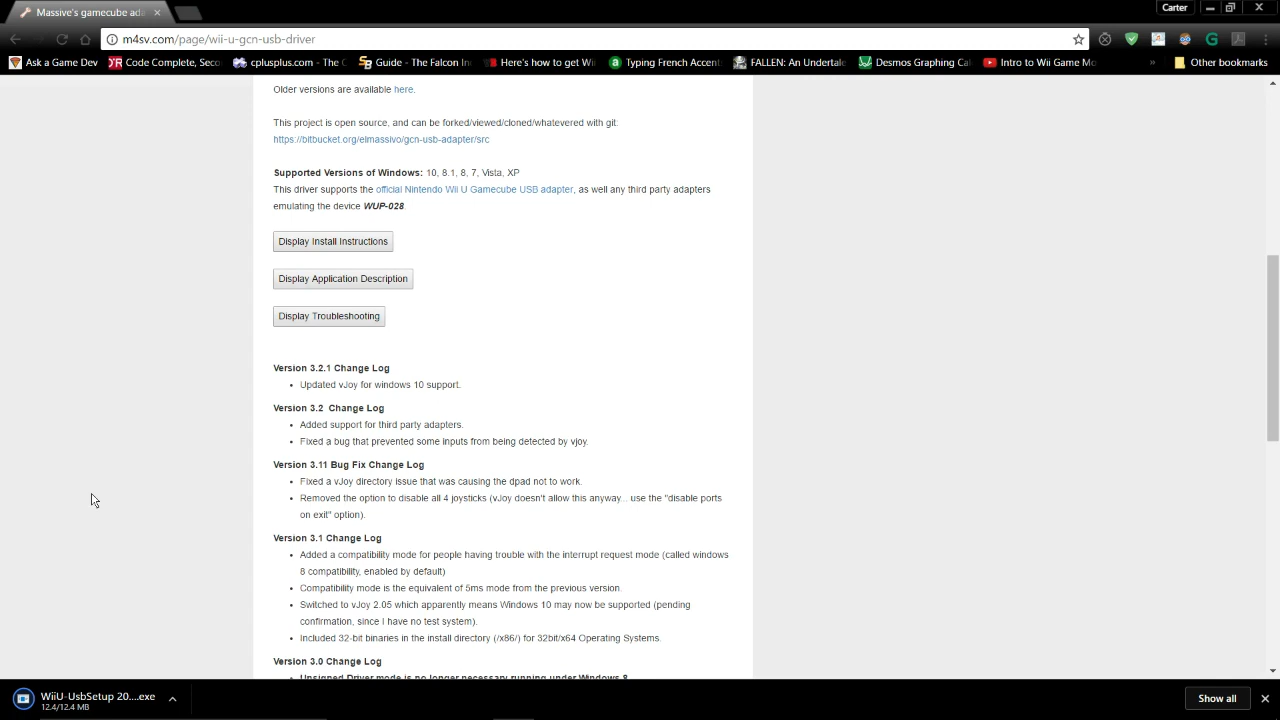 Massive's gamecube ada
Carter
m4sv.com/page/wii-u-gcn-usb-driver
Ask a Game Dev
Code Complete, Seco
cplusplus.com - The C
Guide - The Falcon In
Here's how to get Wi
Typing French Accent
FALLEN: An Undertale
Desmos Graphing Cal
Intro to Wii Game Mo
»
Other bookmarks
Older versions are available here.
This project is open source, and can be forked/viewed/cloned/whatevered with git:
https://bitbucket.org/elmassivo/gcn-usb-adapter/src
Supported Versions of Windows: 10, 8.1, 8, 7, Vista, XP
This driver supports the official Nintendo Wii U Gamecube USB adapter, as well any third party adapters
emulating the device WUP-028.
Display Install Instructions
Display Application Description
Display Troubleshooting
Version 3.2.1 Change Log
• Updated vJoy for windows 10 support.
Version 3.2 Change Log
• Added support for third party adapters.
• Fixed a bug that prevented some inputs from being detected by vjoy.
Version 3.11 Bug Fix Change Log
• Fixed a vJoy directory issue that was causing the dpad not to work.
• Removed the option to disable all 4 joysticks (vJoy doesn't allow this anyway... use the "disable ports
on exit" option).
Version 3.1 Change Log
• Added a compatibility mode for people having trouble with the interrupt request mode (called windows
8 compatibility, enabled by default)
• Compatibility mode is the equivalent of 5ms mode from the previous version.
• Switched to vJoy 2.05 which apparently means Windows 10 may now be supported (pending
confirmation, since I have no test system).
• Included 32-bit binaries in the install directory (/x86/) for 32bit/x64 Operating Systems.
Version 3.0 Change Log
• Unsigned Driver mode is no longer necessary running under Windows 8
WiiU-UsbSetup 20....exe
12.4/12.4 MB
Show all